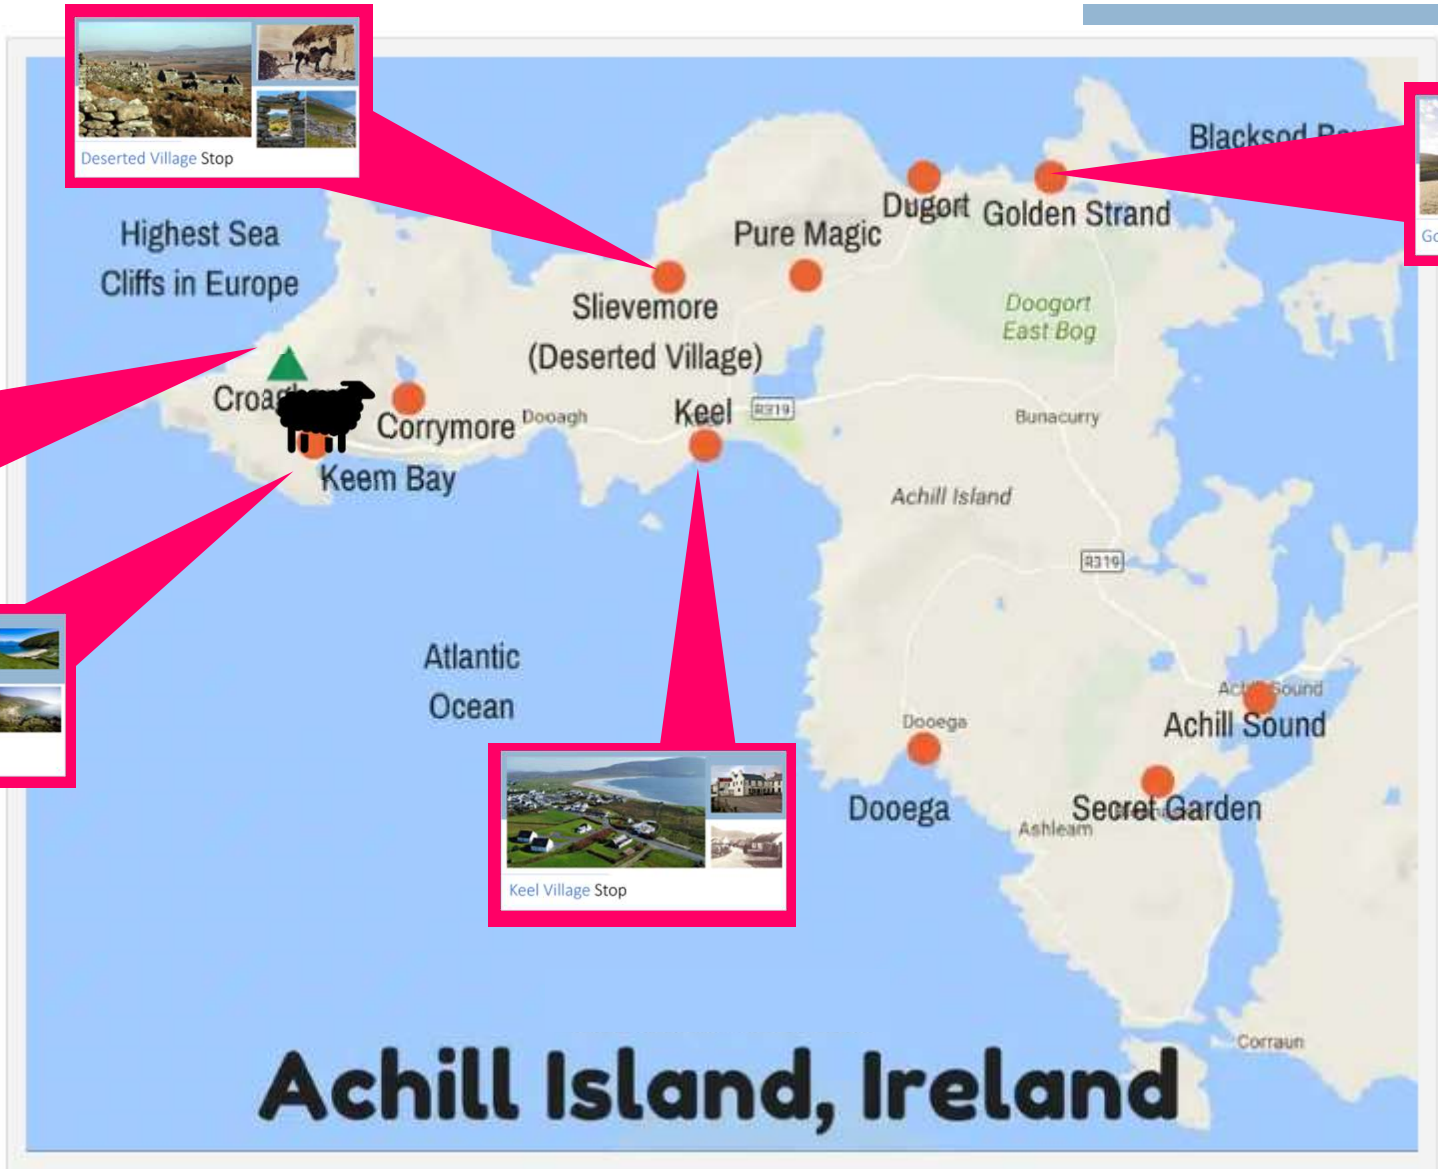 Deserted Village Stop
Highest Sea
Cliffs in Europe
Blacksod
Dugort
Golden Strand
Pure Magic
Slievemore
(Deserted Village)
Doogort
East Bog
Corrymore
Dooagh
Keel
R319
Bunacurry
Keem Bay
Achill Island
R319
Atlantic
Ocean
Achill Sound
Dooega
Dooega
Secret Garden
Ashleam
Keel Village Stop
Corraun
Achill Island, Ireland